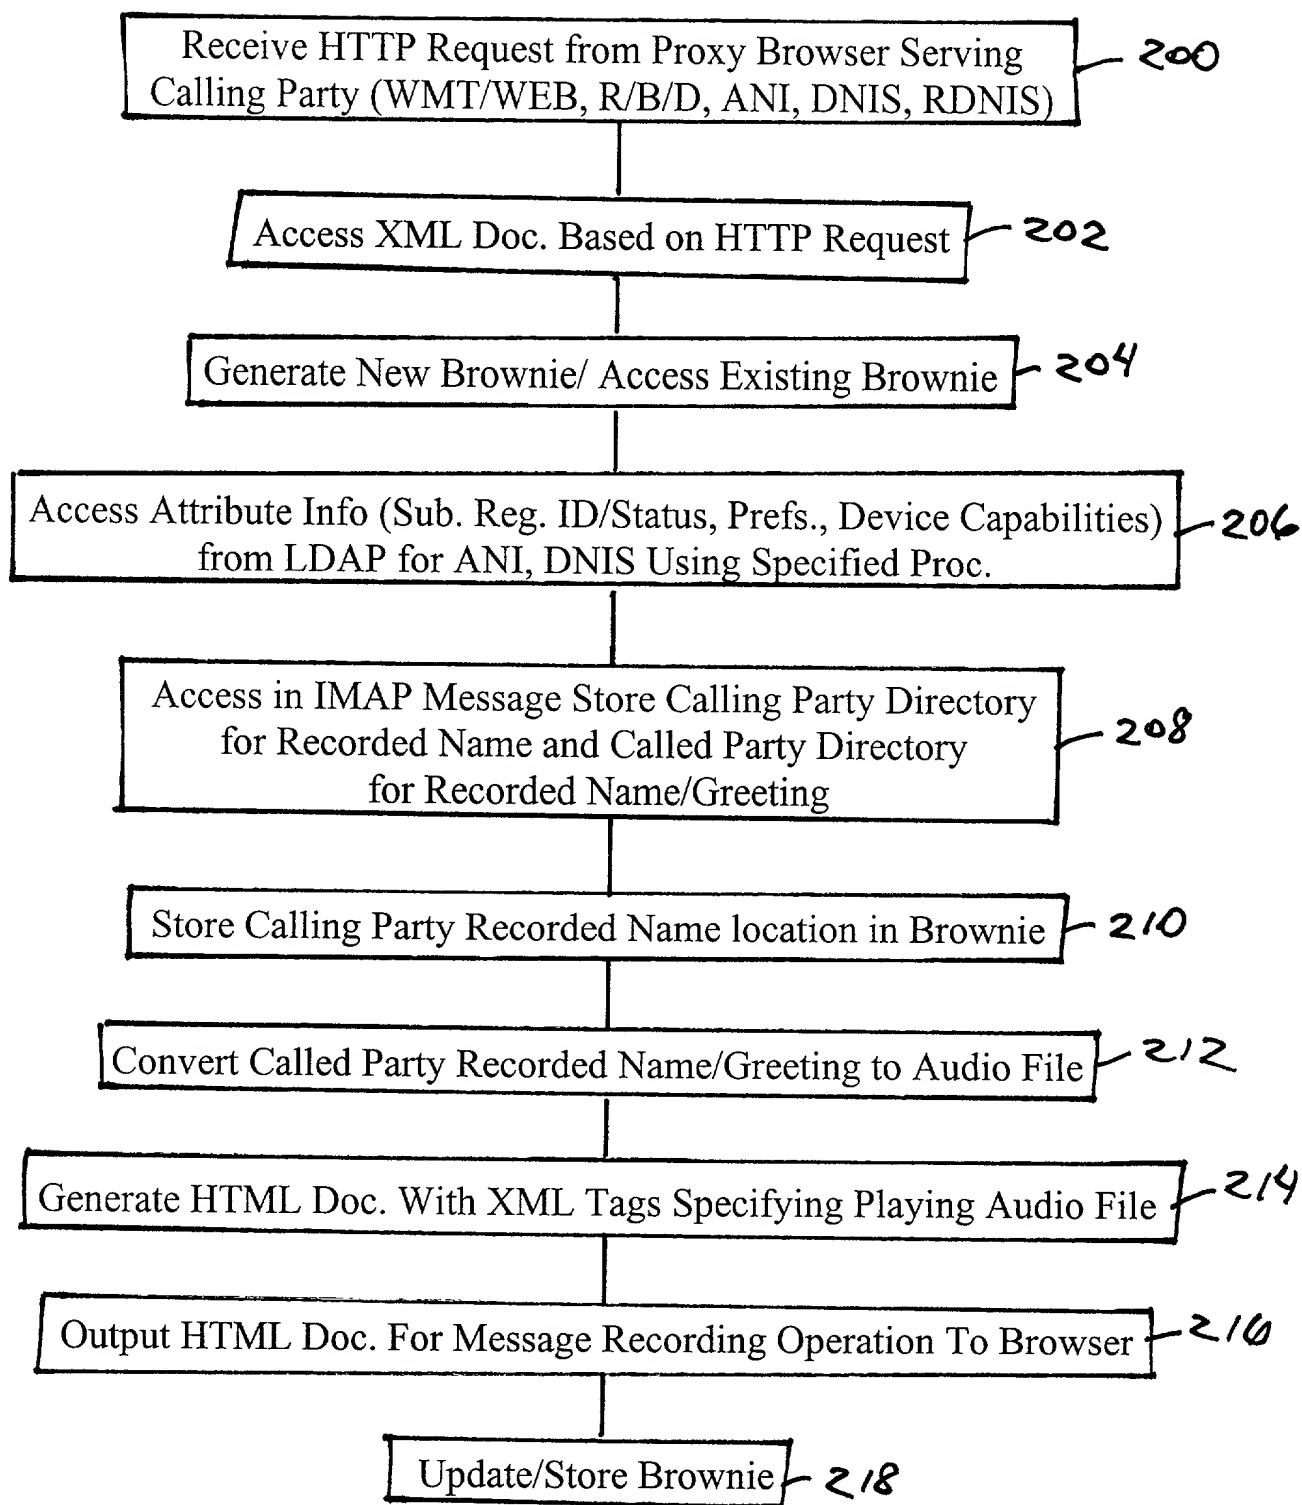 Receive HTTP Request from Proxy Browser Serving
Calling Party (WMT/WEB, R/B/D, ANI, DNIS, RDNIS)
200
Access XML Doc. Based on HTTP Request
202
Generate New Brownie/ Access Existing Brownie
204
Access Attribute Info (Sub. Reg. ID/Status, Prefs., Device Capabilities)
from LDAP for ANI, DNIS Using Specified Proc.
206
Access in IMAP Message Store Calling Party Directory
for Recorded Name and Called Party Directory
for Recorded Name/Greeting
208
Store Calling Party Recorded Name location in Brownie
210
Convert Called Party Recorded Name/Greeting to Audio File
212
Generate HTML Doc. With XML Tags Specifying Playing Audio File
214
Output HTML Doc. For Message Recording Operation To Browser
216
Update/Store Brownie
218